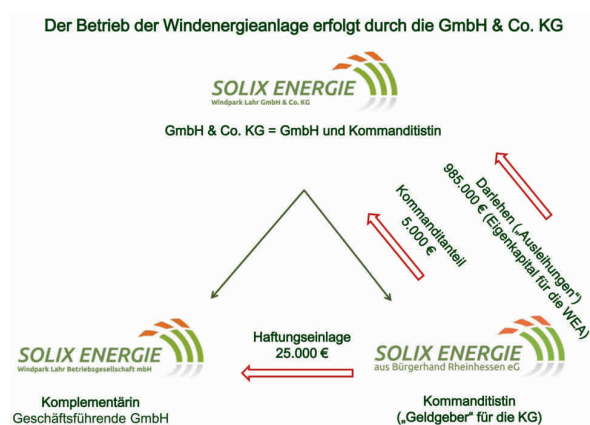 Der Betrieb der Windenergieanlage erfolgt durch die GmbH & Co. KG
SOLIX ENERGIE
Windpark Lahr GmbH & Co. KG
GmbH & Co. KG = GmbH und Kommanditistin
Darlehen („Ausleihungen“)
985.000 € (Eigenkapital für die WEA)
Kommanditanteil
5.000 €
Haftungseinlage
25.000 €
SOLIX ENERGIE
Windpark Lahr Betriebsgesellschaft mbH
Komplementärin
Geschäftsführende GmbH
SOLIX ENERGIE
aus Bürgerhand Rheinhessen eG
Kommanditistin
(„Geldgeber“ für die KG)